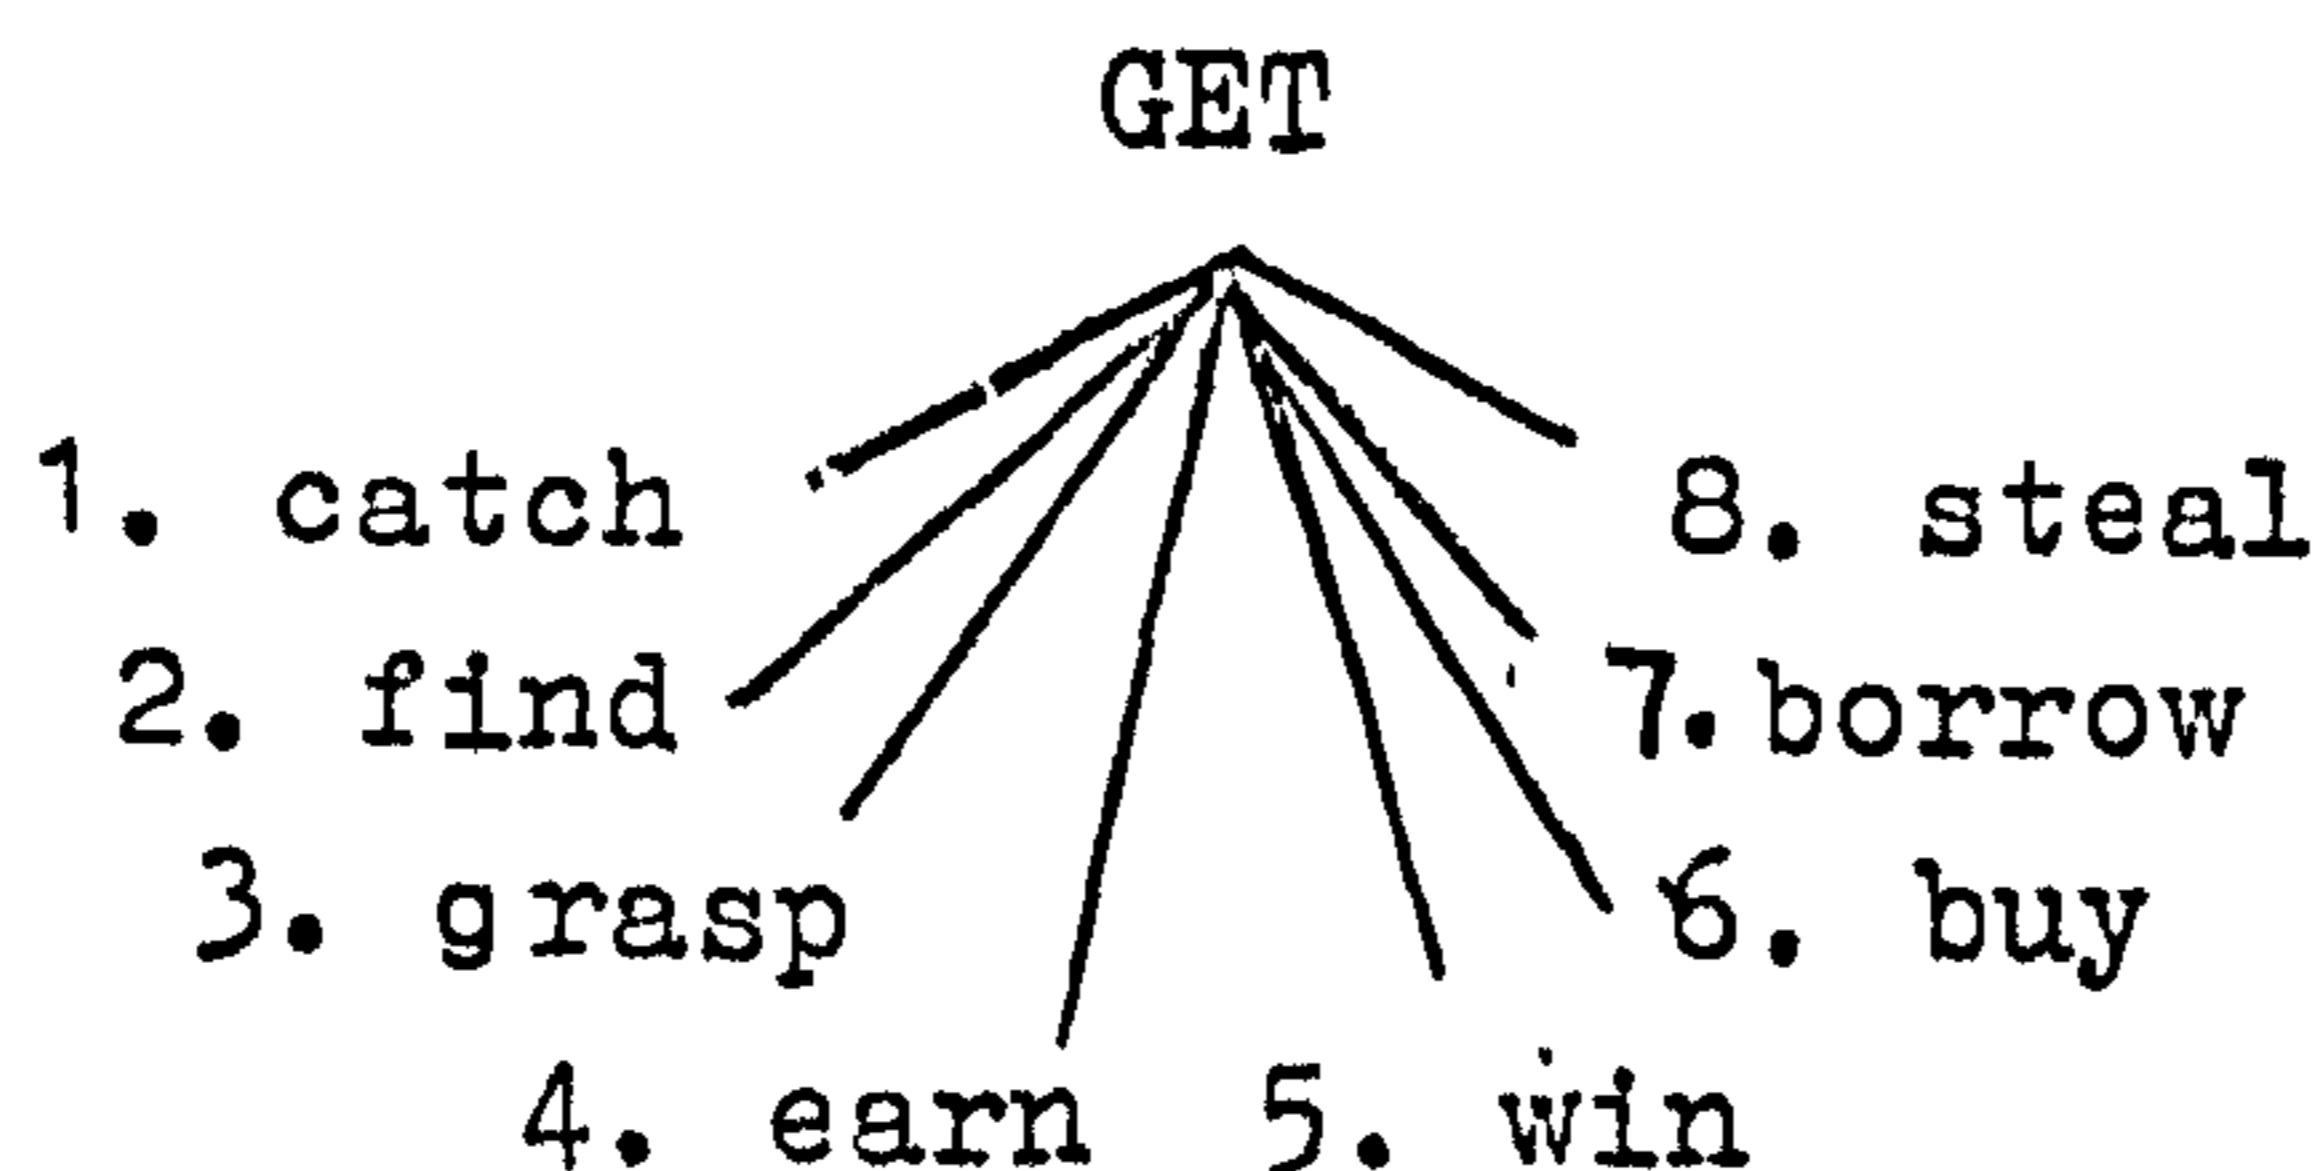 GET
1. catch 8. steal
2. find 7. borrow
3. grasp 6. buy
4. earn 5. win